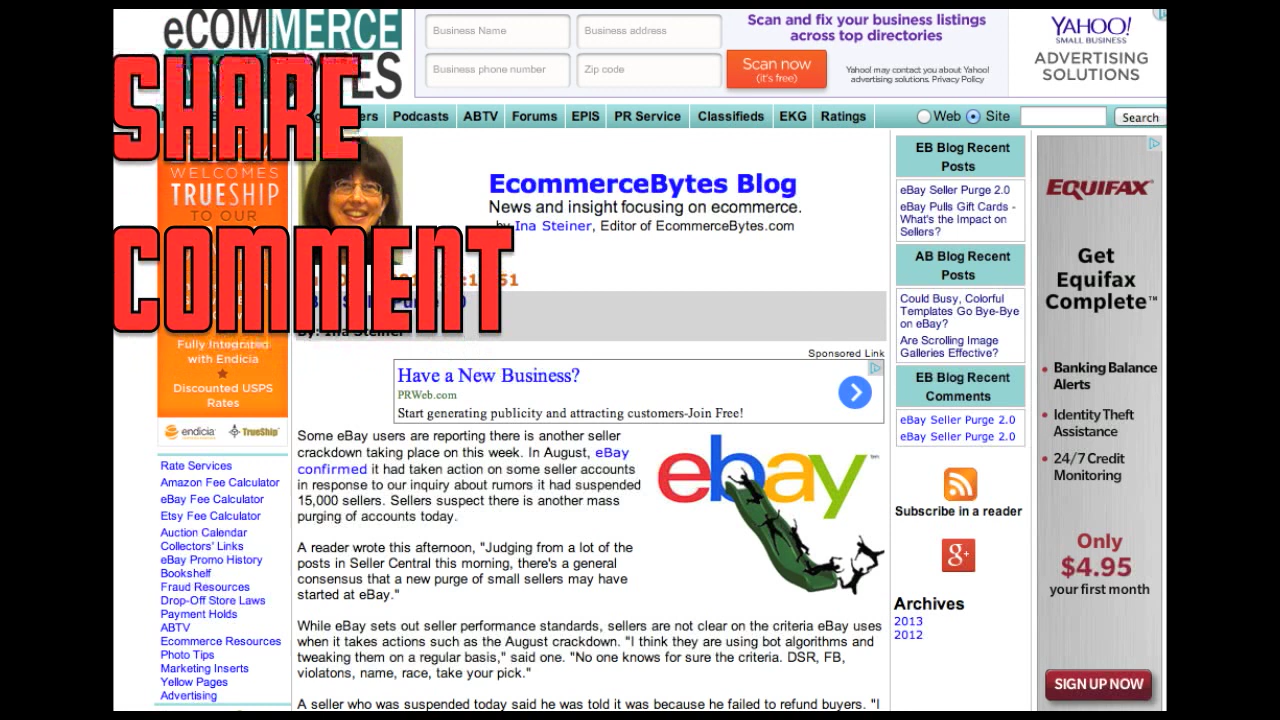 eCOMMERCE
YES
SHARE
COMMENT
Business Name
Business address
Business phone number
Zip code
Scan and fix your business listings
across top directories
Scan now
(it's free)
Yahoo may contact you about Yahoo
advertising solutions. Privacy Policy
YAHOO!
SMALL BUSINESS
ADVERTISING
SOLUTIONS
Podcasts
ABTV
Forums
EPIS
PR Service
Classifieds
EKG
Ratings
Web
Site
Search
WELCOMES
TRUESHIP
TO OUR
Fully Integrated
with Endicia
Discounted USPS
Rates
endicia
TrueShip
Rate Services
Amazon Fee Calculator
eBay Fee Calculator
Etsy Fee Calculator
Auction Calendar
Collectors' Links
eBay Promo History
Bookshelf
Fraud Resources
Drop-Off Store Laws
Payment Holds
ABTV
Ecommerce Resources
Photo Tips
Marketing Inserts
Yellow Pages
Advertising
EcommerceBytes Blog
News and insight focusing on ecommerce.
by Ina Steiner, Editor of EcommerceBytes.com
By: Ina Steiner
Sponsored Link
Have a New Business?
PRWeb.com
Start generating publicity and attracting customers-Join Free!
Some eBay users are reporting there is another seller
crackdown taking place on this week. In August, eBay
confirmed it had taken action on some seller accounts
in response to our inquiry about rumors it had suspended
15,000 sellers. Sellers suspect there is another mass
purging of accounts today.
ebay
A reader wrote this afternoon, "Judging from a lot of the
posts in Seller Central this morning, there's a general
consensus that a new purge of small sellers may have
started at eBay."
While eBay sets out seller performance standards, sellers are not clear on the criteria eBay uses
when it takes actions such as the August crackdown. "I think they are using bot algorithms and
tweaking them on a regular basis," said one. "No one knows for sure the criteria. DSR, FB,
violatons, name, race, take your pick."
A seller who was suspended today said he was told it was because he failed to refund buyers. "I
EB Blog Recent
Posts
eBay Seller Purge 2.0
eBay Pulls Gift Cards -
What's the Impact on
Sellers?
AB Blog Recent
Posts
Could Busy, Colorful
Templates Go Bye-Bye
on eBay?
Are Scrolling Image
Galleries Effective?
EB Blog Recent
Comments
eBay Seller Purge 2.0
eBay Seller Purge 2.0
Subscribe in a reader
g+
Archives
2013
2012
EQUIFAX
Get
Equifax
Complete™
Banking Balance
Alerts
Identity Theft
Assistance
24/7 Credit
Monitoring
Only
$4.95
your first month
SIGN UP NOW